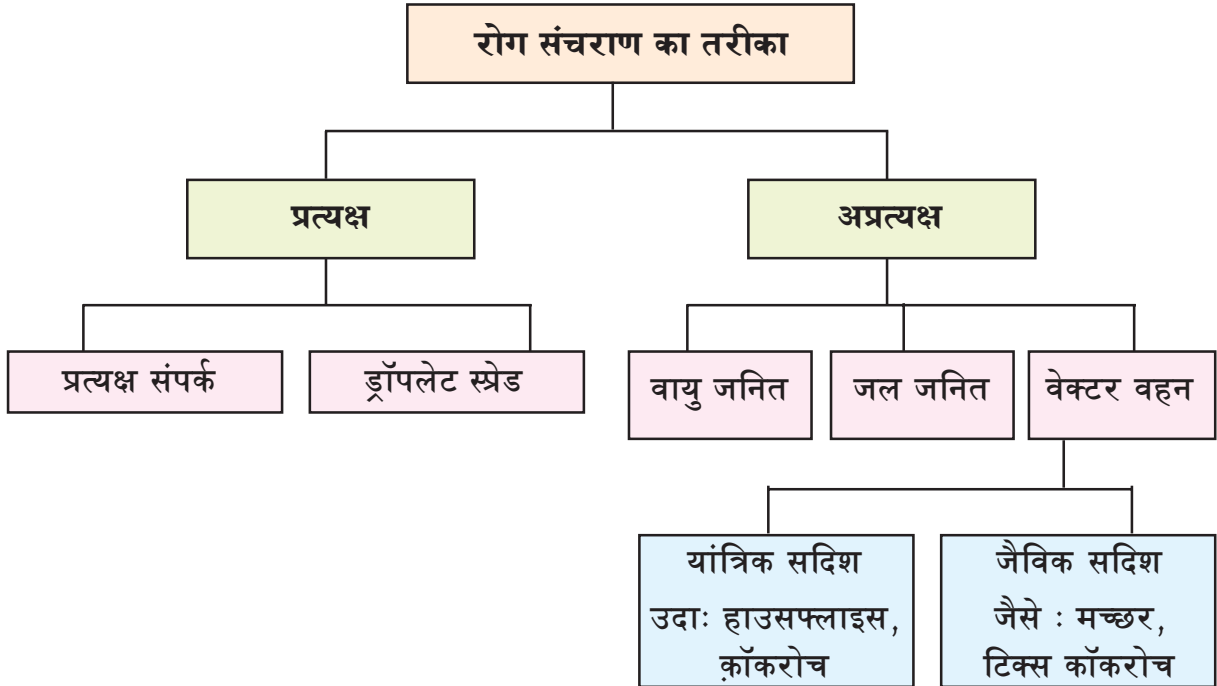 रोग संचराण का तरीका
प्रत्यक्ष
अप्रत्यक्ष
प्रत्यक्ष संपर्क
ड्रॉपलेट स्प्रेड
वायु जनित
जल जनित
वेक्टर वहन
यांत्रिक सदिश
उदाः हाउसफ्लाइस,
क़ॉकरोच
जैविक सदिश
जैसे : मच्छर,
टिक्स कॉकरोच